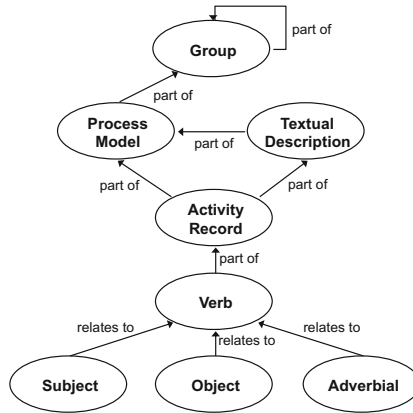 part of
Group
part of
Process
Model
Textual
Description
part of
part of
part of
Activity
Record
part of
Verb
relates to
relates to
relates to
Subject
Object
Adverbial